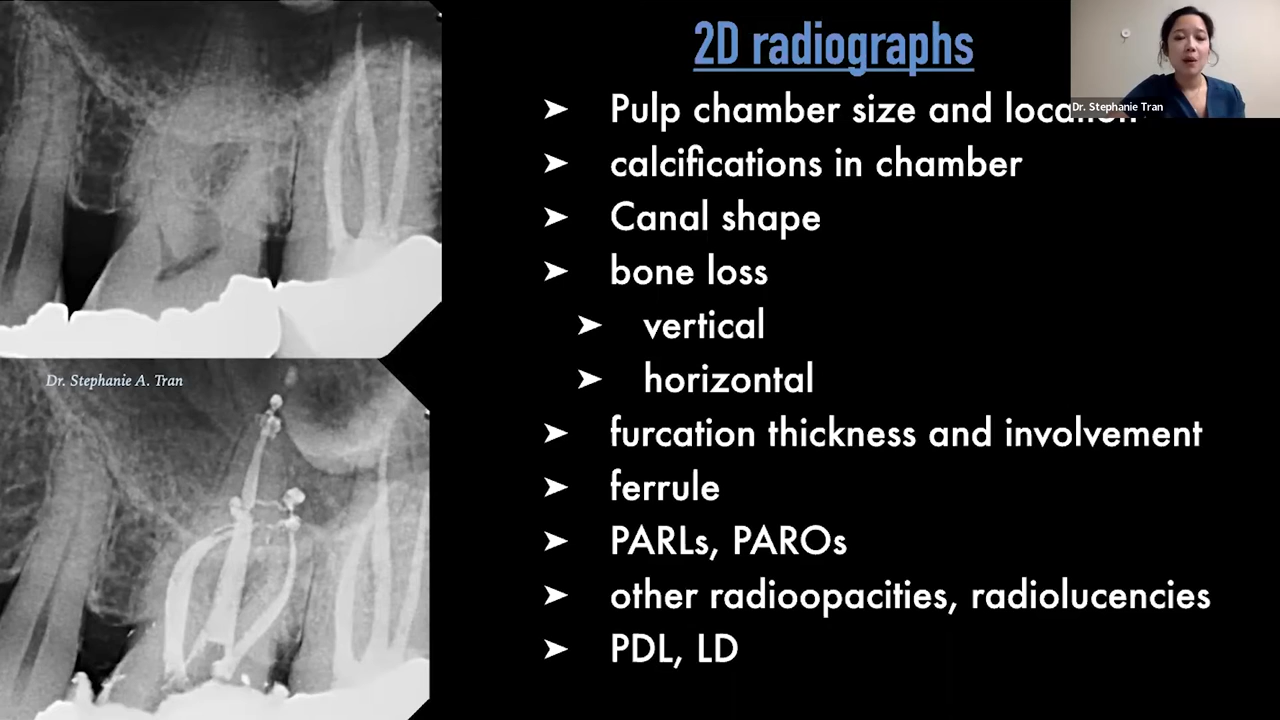 2D radiographs
Pulp chamber size and location
Dr. Stephanie Tran
calcifications in chamber
Canal shape
bone loss
vertical
horizontal
Dr. Stephanie A. Tran
furcation thickness and involvement
ferrule
PARLs, PAROs
other radioopacities, radiolucencies
PDL, LD